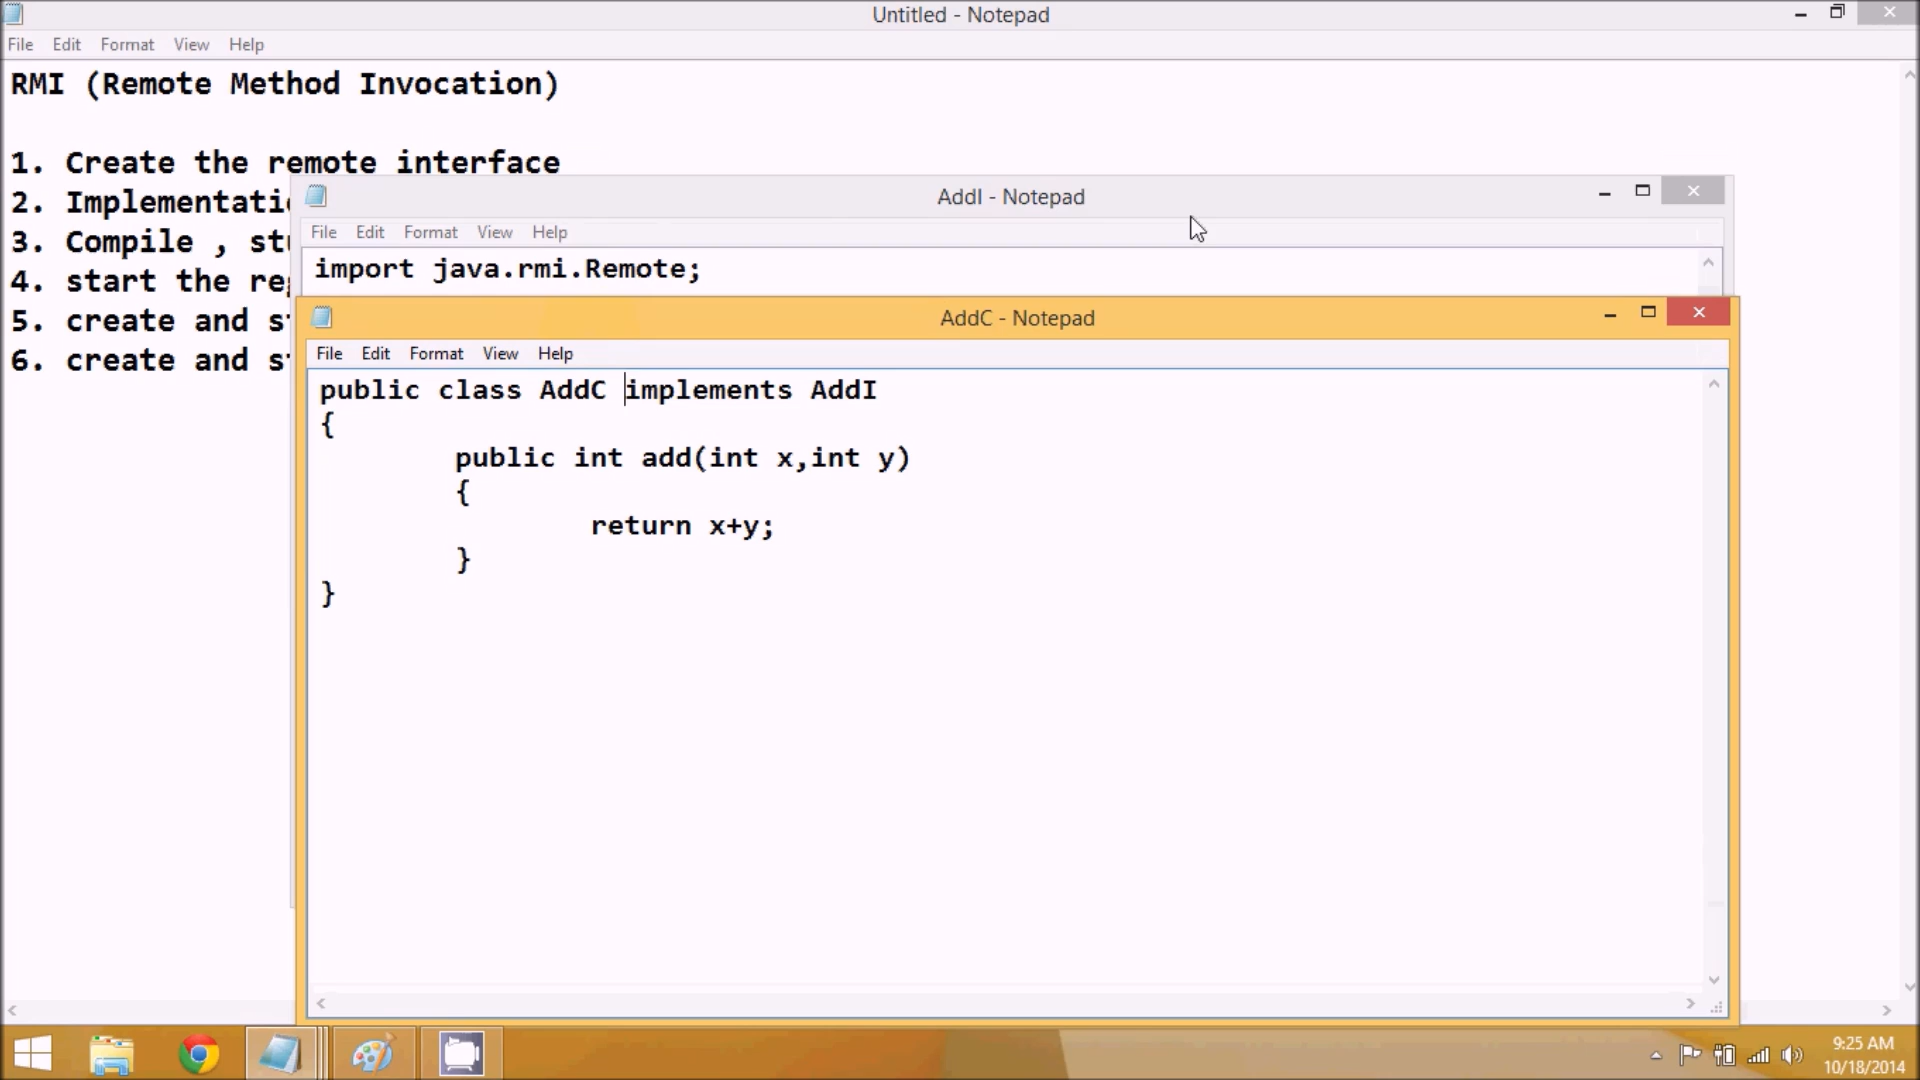 Untitled - Notepad
File Edit Format View Help
RMI (Remote Method Invocation)
1. Create the remote interface
2. Implementati
3. Compile , st
4. start the re
5. create and s
6. create and s
AddI - Notepad
File Edit Format View Help
import java.rmi.Remote;
AddC - Notepad
File Edit Format View Help
public class AddC implements AddI
{
public int add(int x,int y)
{
return x+y;
}
}
9:25 AM
10/18/2014